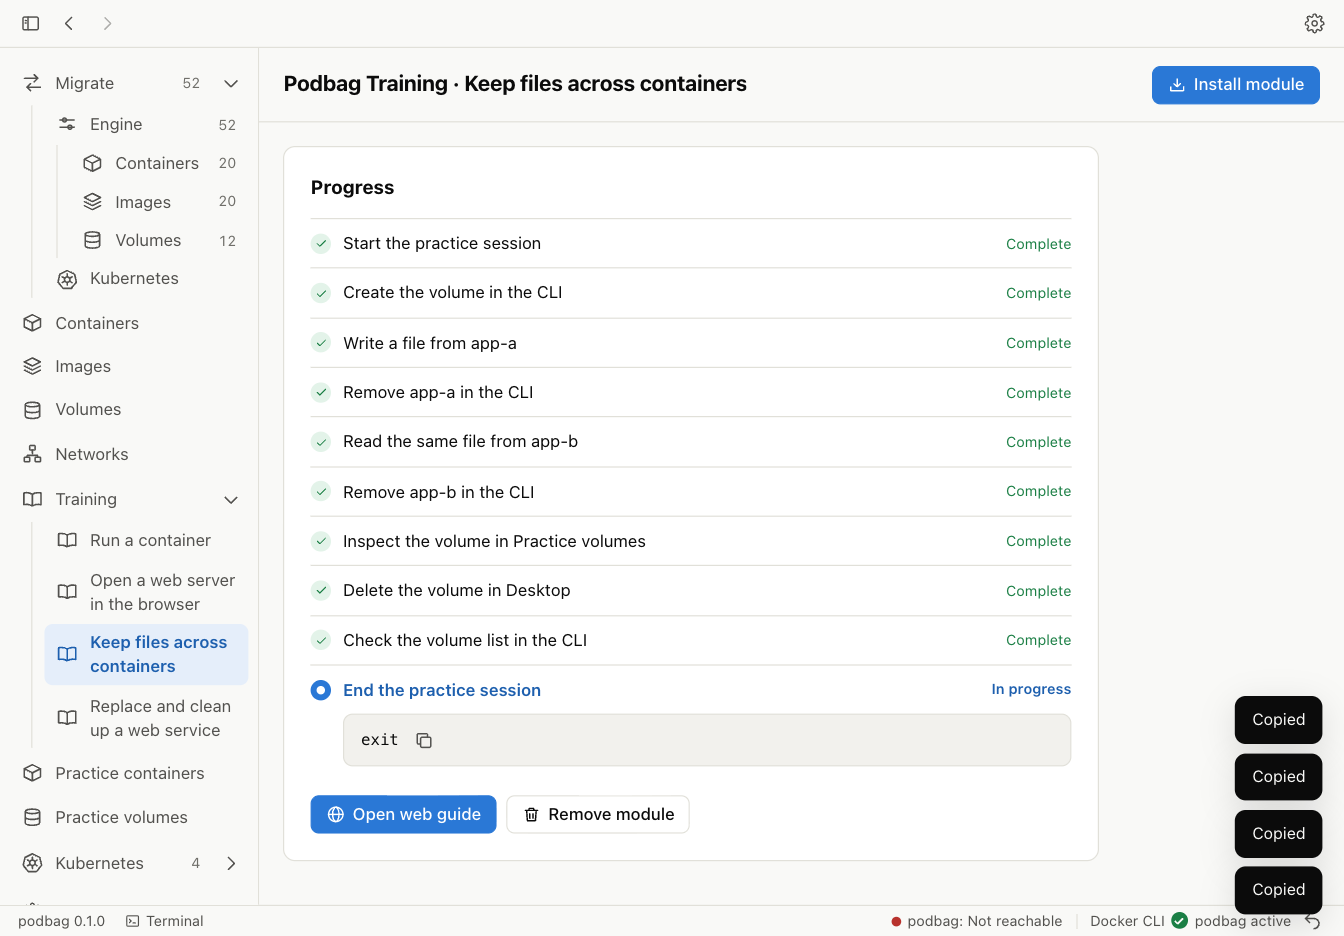 Podbag Training · Keep files across containers
Install module
Migrate 52
Engine 52
Containers 20
Images 20
Volumes 12
Kubernetes
Containers
Images
Volumes
Networks
Training
Run a container
Open a web server
in the browser
Keep files across
containers
Replace and clean
up a web service
Practice containers
Practice volumes
Kubernetes 4
Progress
Start the practice session Complete
Create the volume in the CLI Complete
Write a file from app-a Complete
Remove app-a in the CLI Complete
Read the same file from app-b Complete
Remove app-b in the CLI Complete
Inspect the volume in Practice volumes Complete
Delete the volume in Desktop Complete
Check the volume list in the CLI Complete
End the practice session In progress
exit
Open web guide Remove module
Copied
Copied
Copied
Copied
podbag 0.1.0 Terminal podbag: Not reachable Docker CLI podbag active